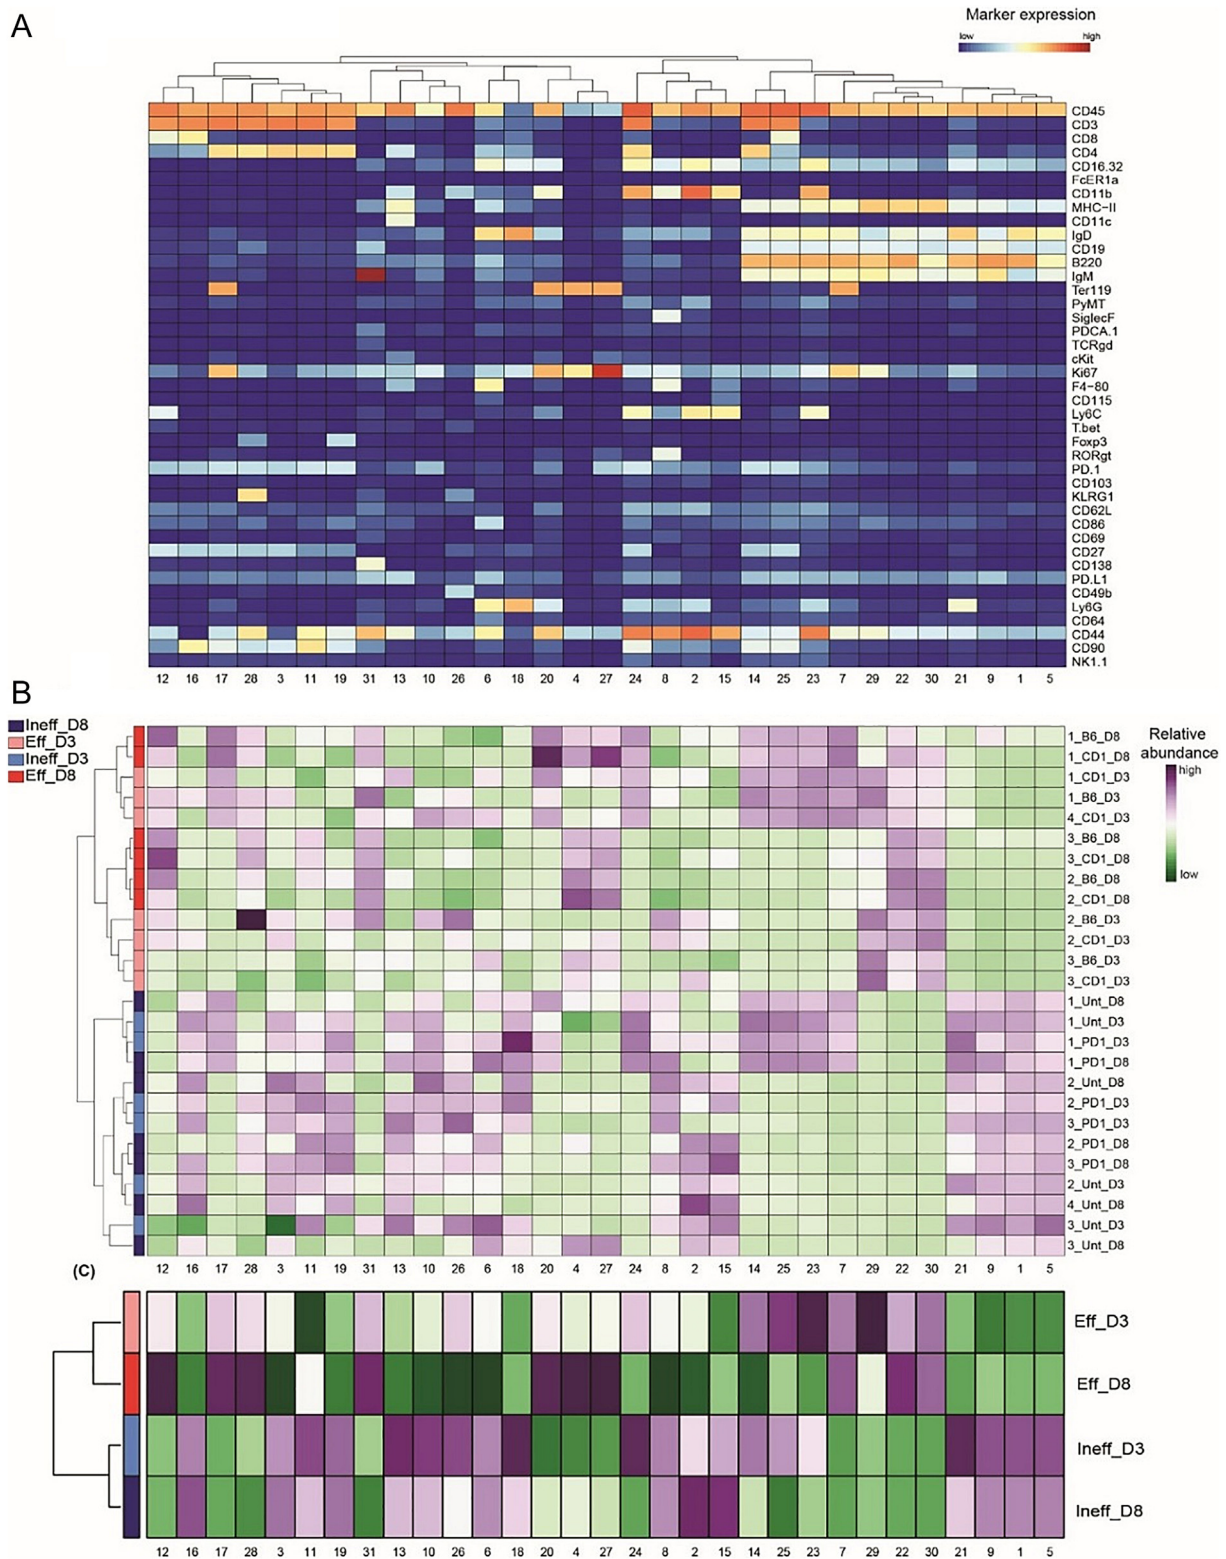 A
Marker expression
low high
CD45
CD3
CD8
CD4
CD16.32
FcER1a
CD11b
MHC-II
CD11c
IgD
CD19
B220
IgM
Ter119
PyMT
SiglecF
PDCA.1
TCRgd
cKit
Ki67
F4-80
CD115
Ly6C
T.bet
Foxp3
RORgt
PD.1
CD103
KLRG1
CD62L
CD86
CD69
CD27
CD138
PD.L1
CD49b
Ly6G
CD64
CD44
CD90
NK1.1
12 16 17 28 3 11 19 31 13 10 26 6 18 20 4 27 24 8 2 15 14 25 23 7 29 22 30 21 9 1 5
B
Ineff_D8
Eff_D3
Ineff_D3
Eff_D8
Relative
abundance
high
low
1_B6_D8
1_CD1_D8
1_CD1_D3
1_B6_D3
4_CD1_D3
3_B6_D8
3_CD1_D8
2_B6_D8
2_CD1_D8
2_B6_D3
2_CD1_D3
3_B6_D3
3_CD1_D3
1_Unt_D8
1_Unt_D3
1_PD1_D3
1_PD1_D8
2_Unt_D8
2_PD1_D3
3_PD1_D3
2_PD1_D8
3_PD1_D8
2_Unt_D3
4_Unt_D8
3_Unt_D3
3_Unt_D8
12 16 17 28 3 11 19 31 13 10 26 6 18 20 4 27 24 8 2 15 14 25 23 7 29 22 30 21 9 1 5
(C)
Eff_D3
Eff_D8
Ineff_D3
Ineff_D8
12 16 17 28 3 11 19 31 13 10 26 6 18 20 4 27 24 8 2 15 14 25 23 7 29 22 30 21 9 1 5